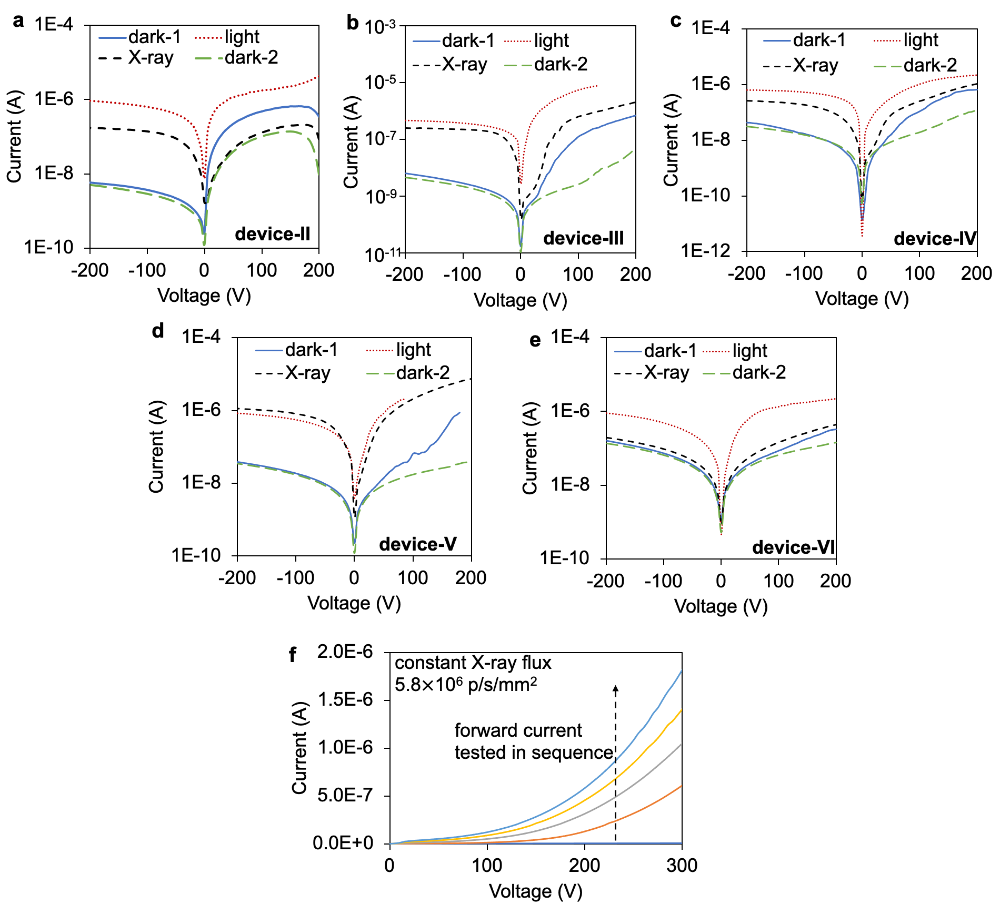 a
1E-4
1E-6
1E-8
1E-10
Current (A)
dark-1 light
X-ray dark-2
device-II
-200 -100 0 100 200
Voltage (V)
b
10-3
10-5
10-7
10-9
10-11
Current (A)
dark-1 light
X-ray dark-2
device-III
-200 -100 0 100 200
Voltage (V)
c
1E-4
1E-6
1E-8
1E-10
1E-12
Current (A)
dark-1 light
X-ray dark-2
device-IV
-200 -100 0 100 200
Voltage (V)
d
1E-4
1E-6
1E-8
1E-10
Current (A)
dark-1 light
X-ray dark-2
device-V
-200 -100 0 100 200
Voltage (V)
e
1E-4
1E-6
1E-8
1E-10
Current (A)
dark-1 light
X-ray dark-2
device-VI
-200 -100 0 100 200
Voltage (V)
f
2.0E-6
1.5E-6
1.0E-6
5.0E-7
0.0E+0
Current (A)
constant X-ray flux
5.8×10⁶ p/s/mm²
forward current
tested in sequence
0 100 200 300
Voltage (V)